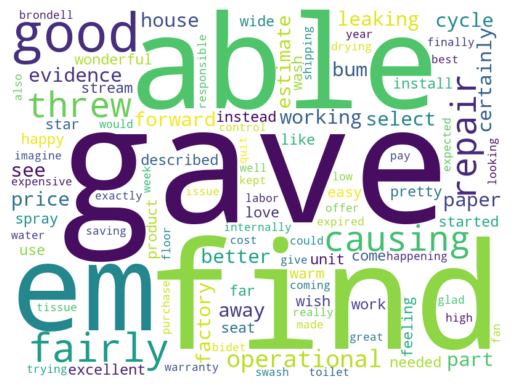 brondell house wide leaking year cycle
good able estimate drying finally
wonderful responsible wash shipping best
evidence bum certainly
also stream install
threw forward instead working select
star would control repair
happy like quit
imagine gave
see described well pay expected looking
expensive exactly week kept low easy pretty paper
price issue labor offer
product love expired started
spray saving internally causing
water floor cost could
use better give unit come happening
em find
tissue purchase factory far warm coming wish work feeling glad
away really high
fairly seat made great fan
bidet operational needed part
trying excellent warranty swash toilet